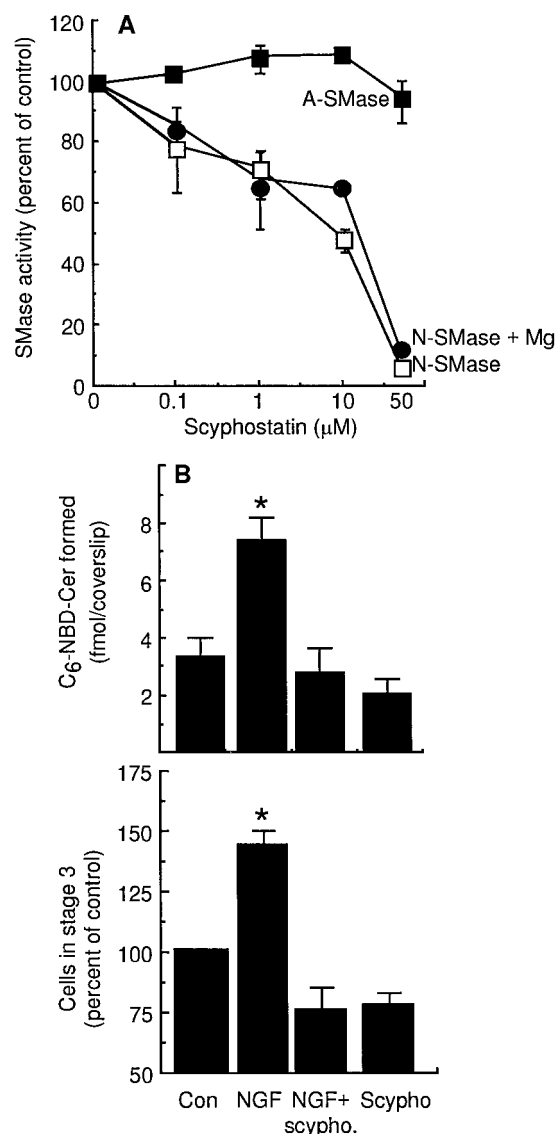 A
120
100
80
60
40
20
0
SMase activity (percent of control)
A-SMase
N-SMase + Mg
N-SMase
0 0.1 1 10 50
Scyphostatin (µM)
B
*
8
6
4
2
C6-NBD-Cer formed
(fmol/coverslip)
*
175
150
125
100
75
50
Cells in stage 3
(percent of control)
Con NGF NGF+ Scypho
scypho.